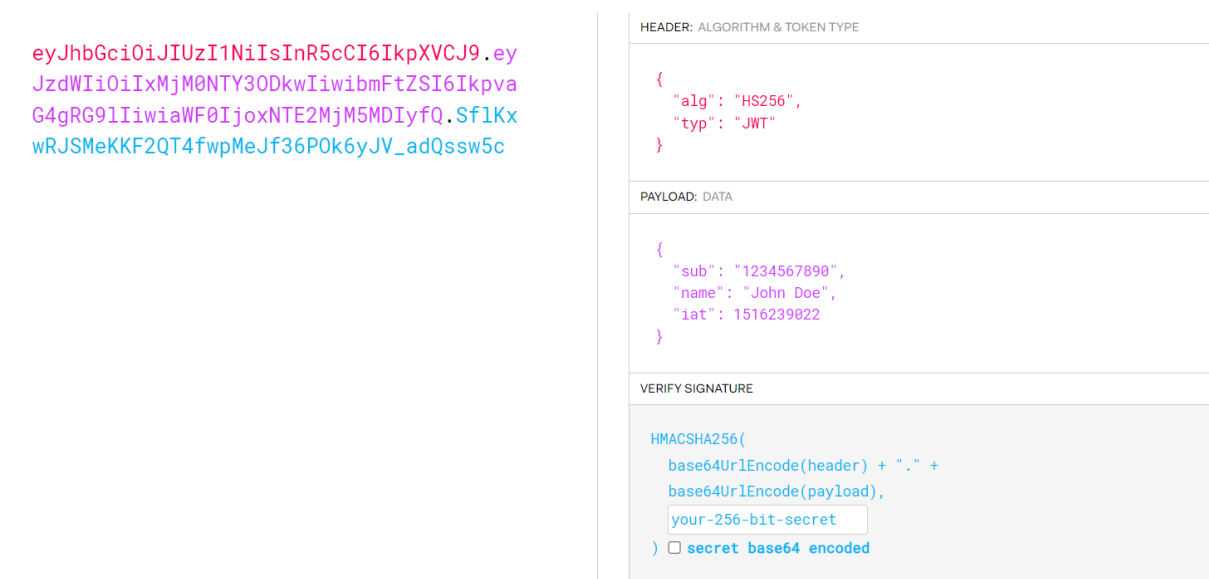 eyJhbGciOiJIUzI1NiIsInR5cCI6IkpXVCJ9.ey
JzdWIiOiIxMjM0NTY3ODkwIiwibmFtZSI6Ikpva
G4gRG9lIiwiaWF0IjoxNTE2MjM5MDIyfQ.SflKx
wRJSMeKKF2QT4fwpMeJf36POk6yJV_adQssw5c
HEADER: ALGORITHM & TOKEN TYPE
{
"alg": "HS256",
"typ": "JWT"
}
PAYLOAD: DATA
{
"sub": "1234567890",
"name": "John Doe",
"iat": 1516239022
}
VERIFY SIGNATURE
HMACSHA256(
base64UrlEncode(header) + "." +
base64UrlEncode(payload),
your-256-bit-secret
) secret base64 encoded